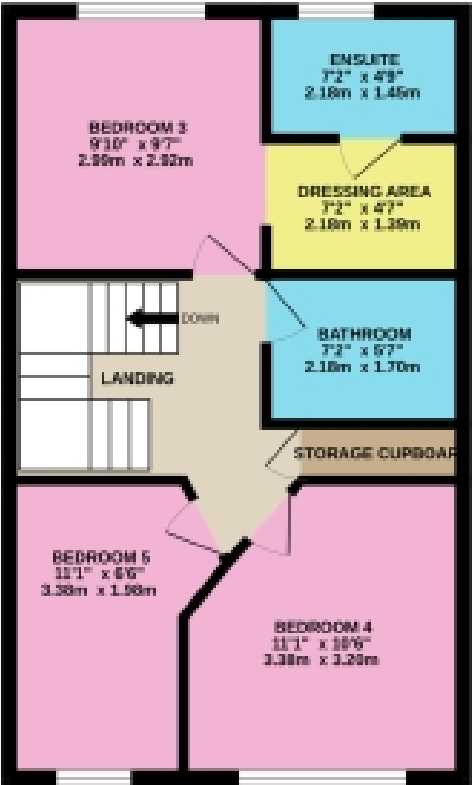 ENSUITE
7'2" x 4'9"
2.18m x 1.45m
BEDROOM 3
9'10" x 9'7"
2.99m x 2.92m
DRESSING AREA
7'2" x 4'7"
2.18m x 1.39m
DOWN
BATHROOM
7'2" x 5'7"
2.18m x 1.70m
LANDING
STORAGE CUPBOAR
BEDROOM 5
11'1" x 6'6"
3.38m x 1.98m
BEDROOM 4
11'1" x 10'6"
3.38m x 3.20m